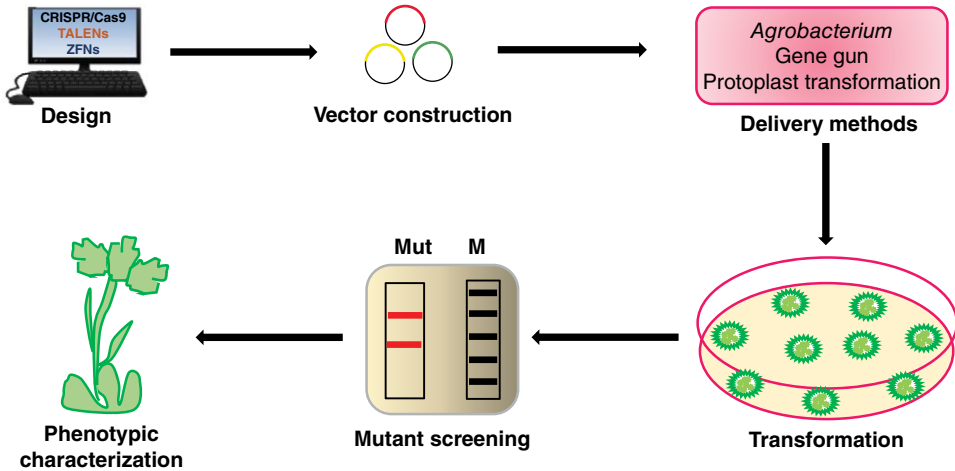 CRISPR/Cas9
TALENs
ZFNs
Design
Vector construction
Agrobacterium
Gene gun
Protoplast transformation
Delivery methods
Transformation
Mut M
Mutant screening
Phenotypic
characterization